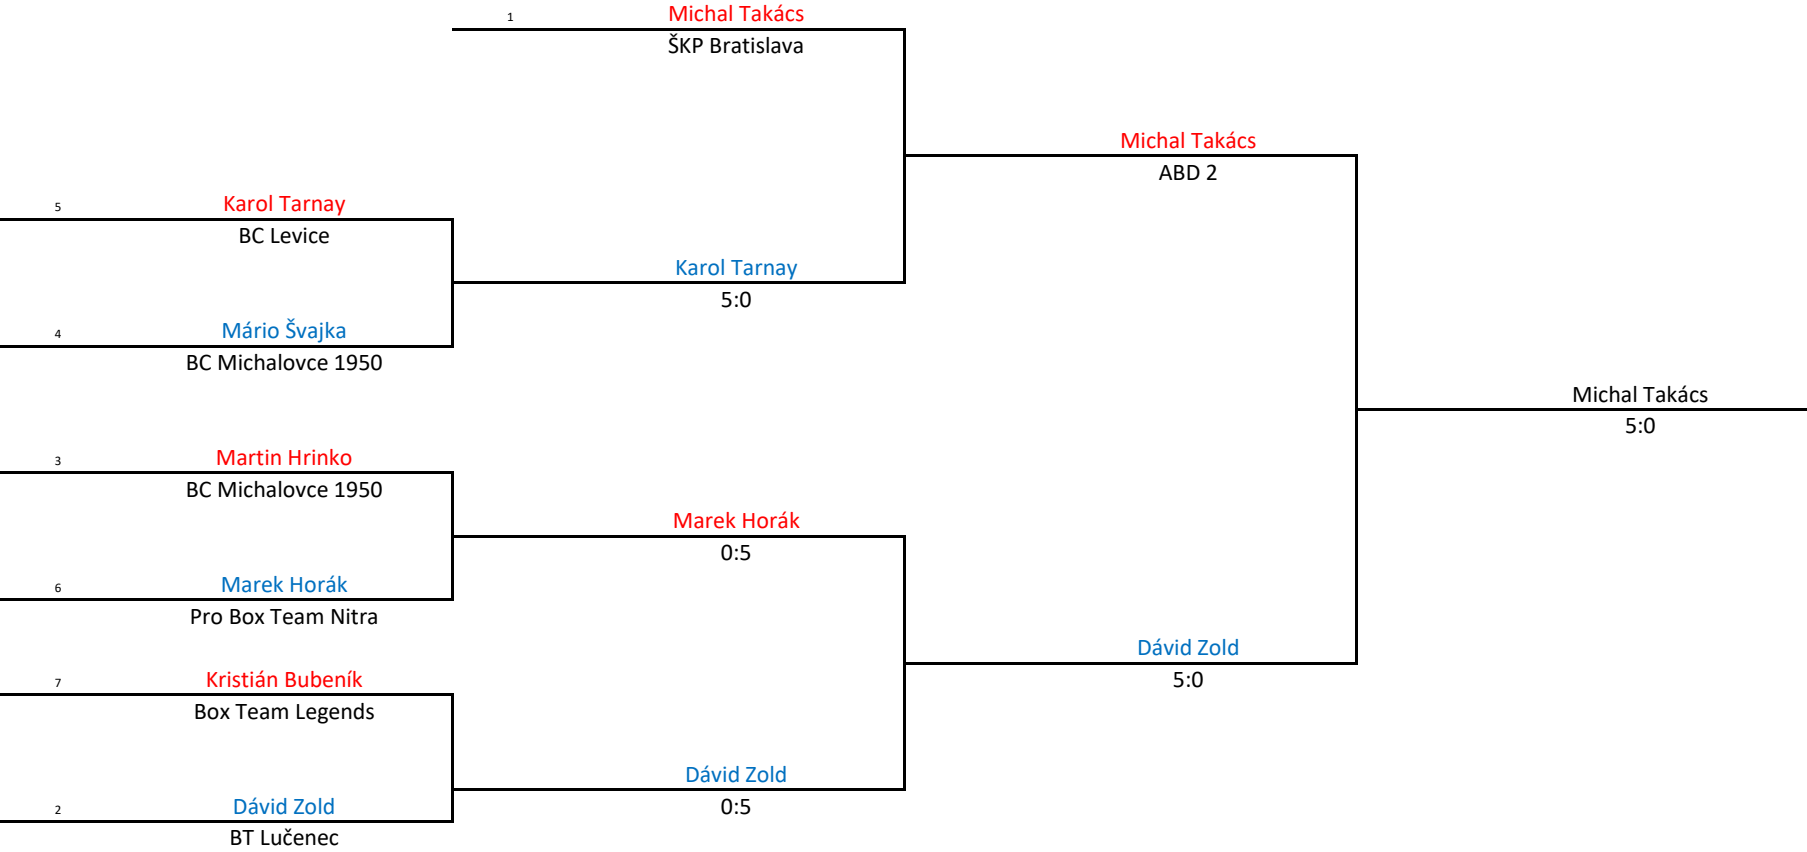 1
Michal Takács
ŠKP Bratislava
Michal Takács
ABD 2
5
Karol Tarnay
BC Levice
Karol Tarnay
5:0
4
Mário Švajka
BC Michalovce 1950
Michal Takács
5:0
3
Martin Hrinko
BC Michalovce 1950
Marek Horák
0:5
6
Marek Horák
Pro Box Team Nitra
Dávid Zold
5:0
7
Kristián Bubeník
Box Team Legends
Dávid Zold
0:5
2
Dávid Zold
BT Lučenec